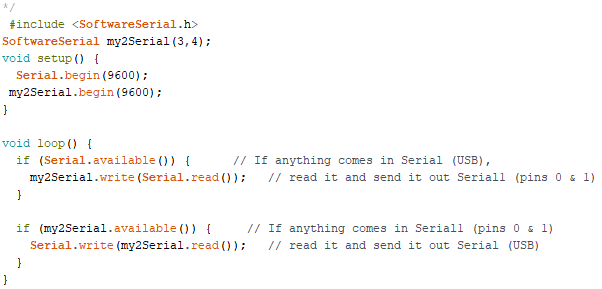 */
#include <SoftwareSerial.h>
SoftwareSerial my2Serial(3,4);
void setup() {
  Serial.begin(9600);
 my2Serial.begin(9600);
}

void loop() {
  if (Serial.available()) {      // If anything comes in Serial (USB),
    my2Serial.write(Serial.read());   // read it and send it out Serial1 (pins 0 & 1)
  }

  if (my2Serial.available()) {     // If anything comes in Serial1 (pins 0 & 1)
    Serial.write(my2Serial.read());   // read it and send it out Serial (USB)
  }
}